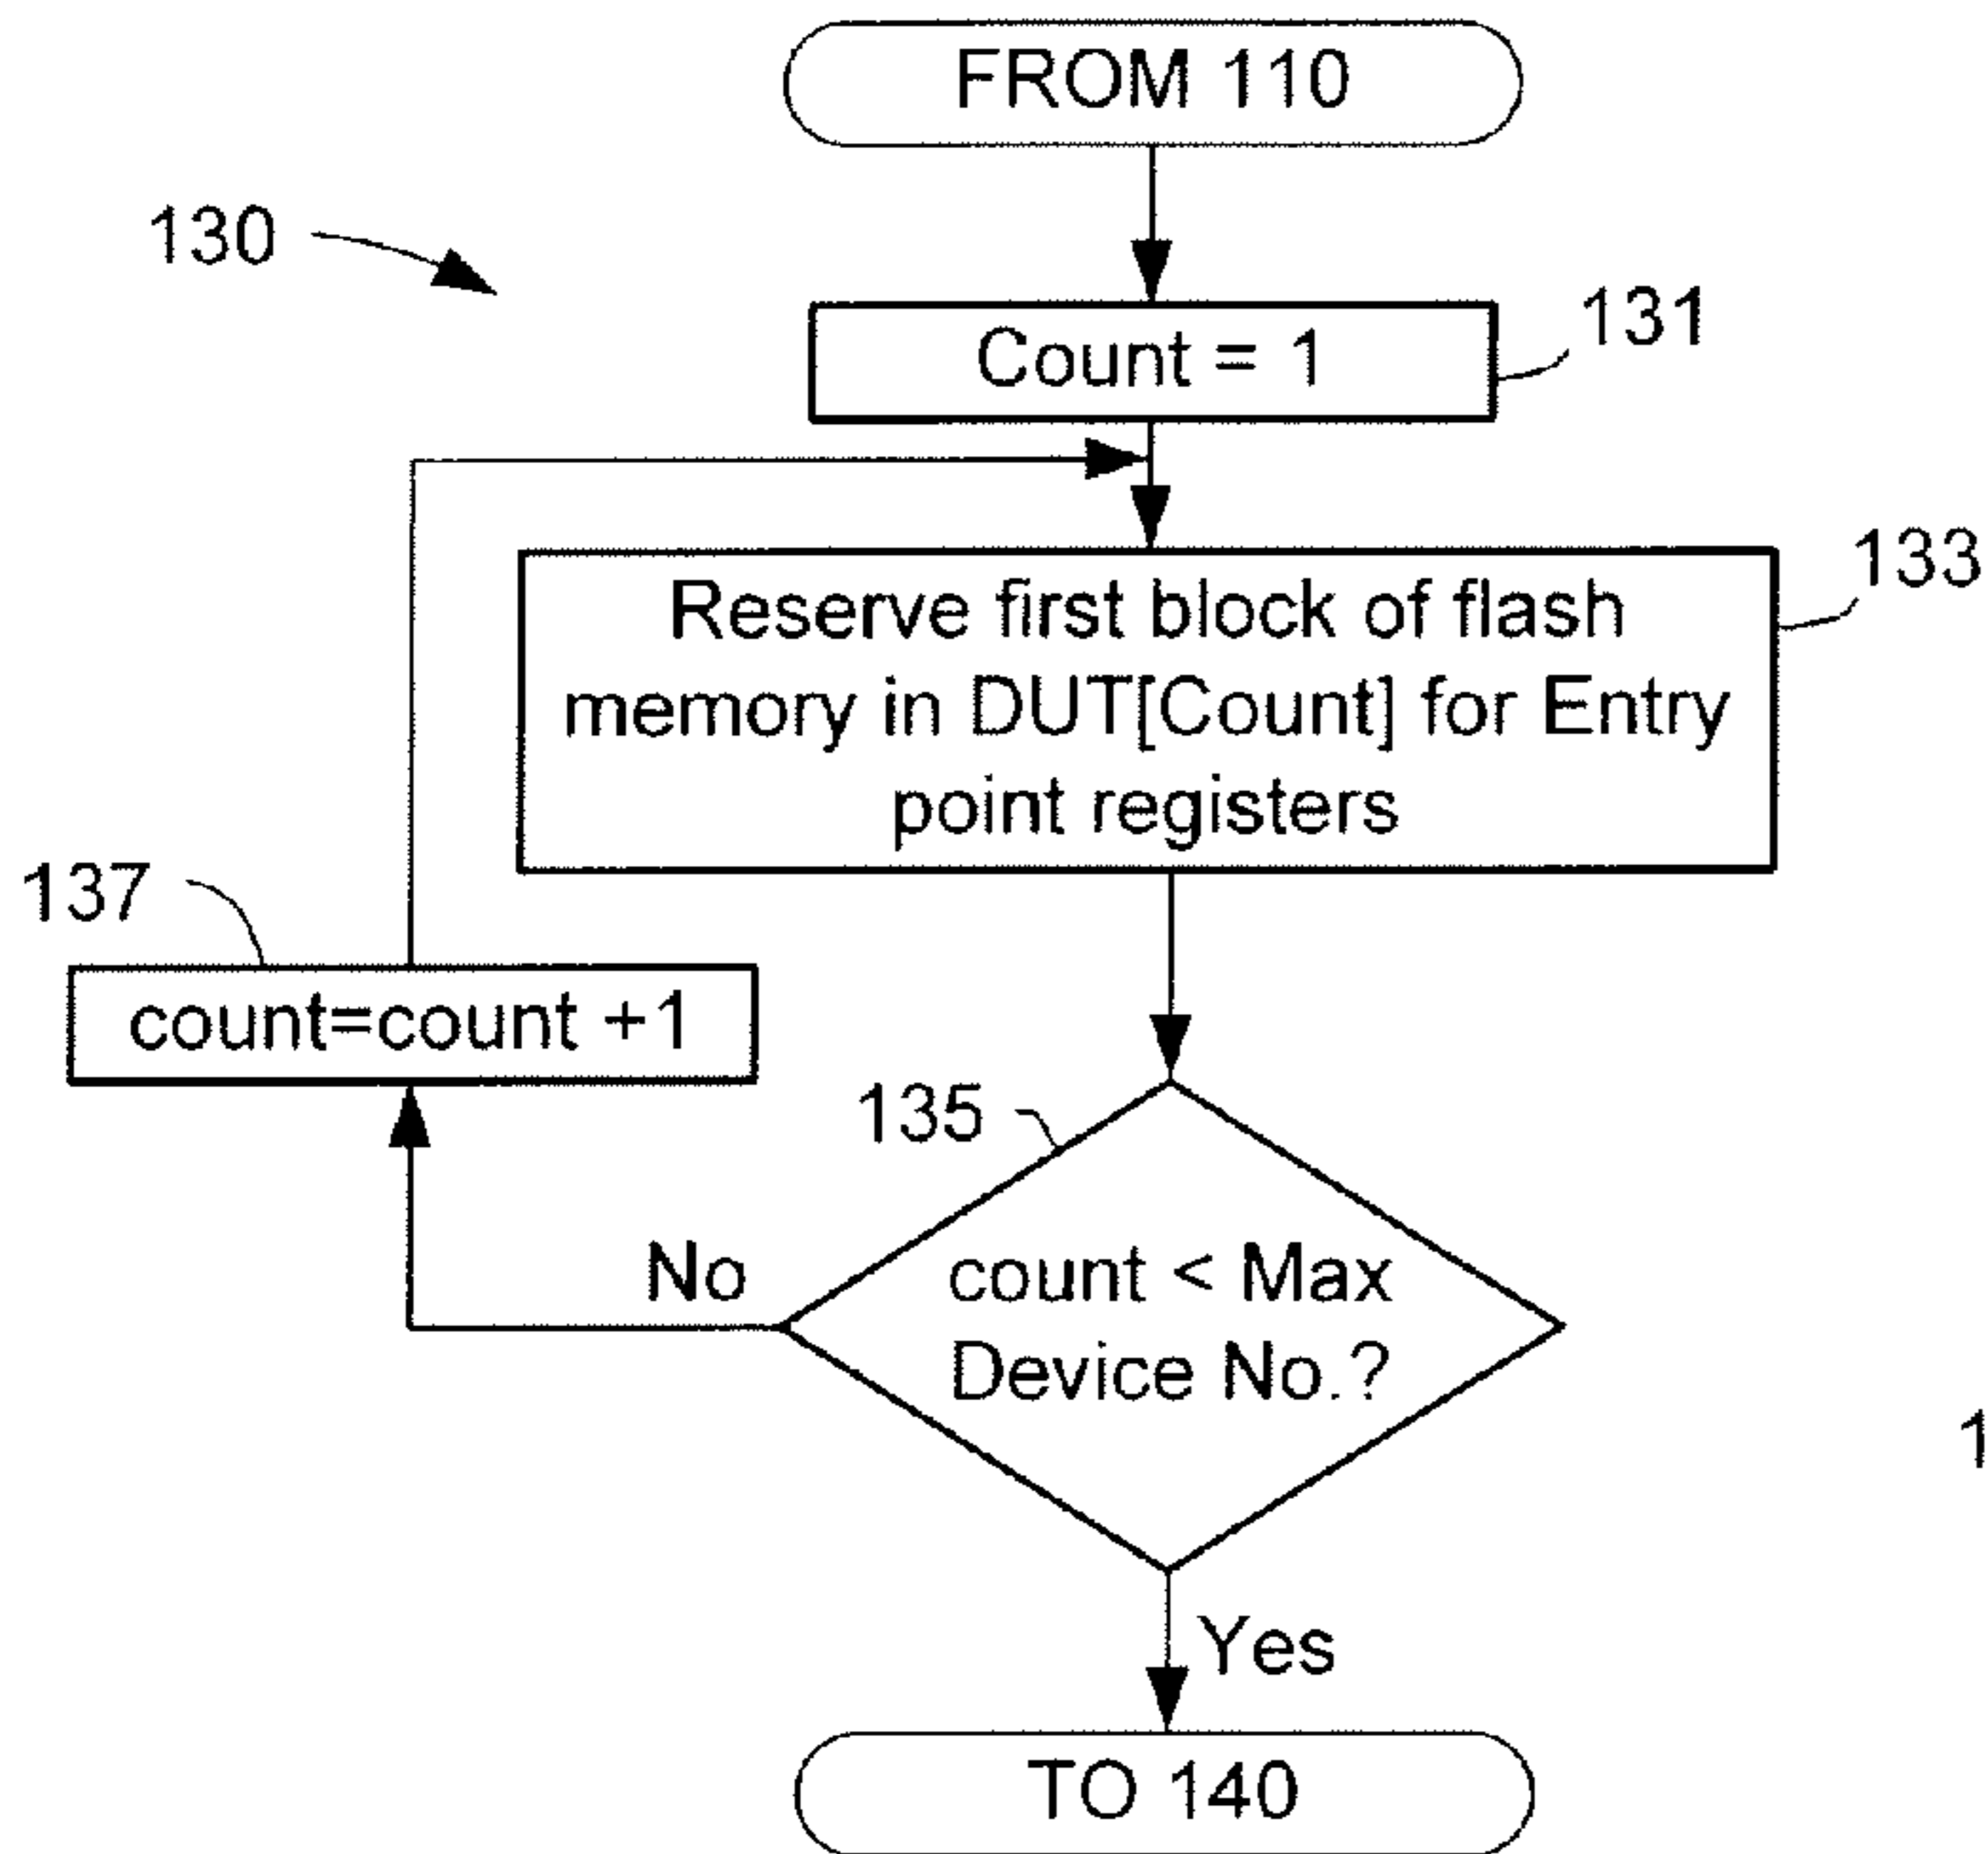 FROM 110
130
131
Count = 1
133
Reserve first block of flash
memory in DUT[Count] for Entry
point registers
137
count=count +1
135
No
count < Max
Device No.?
1
Yes
TO 140